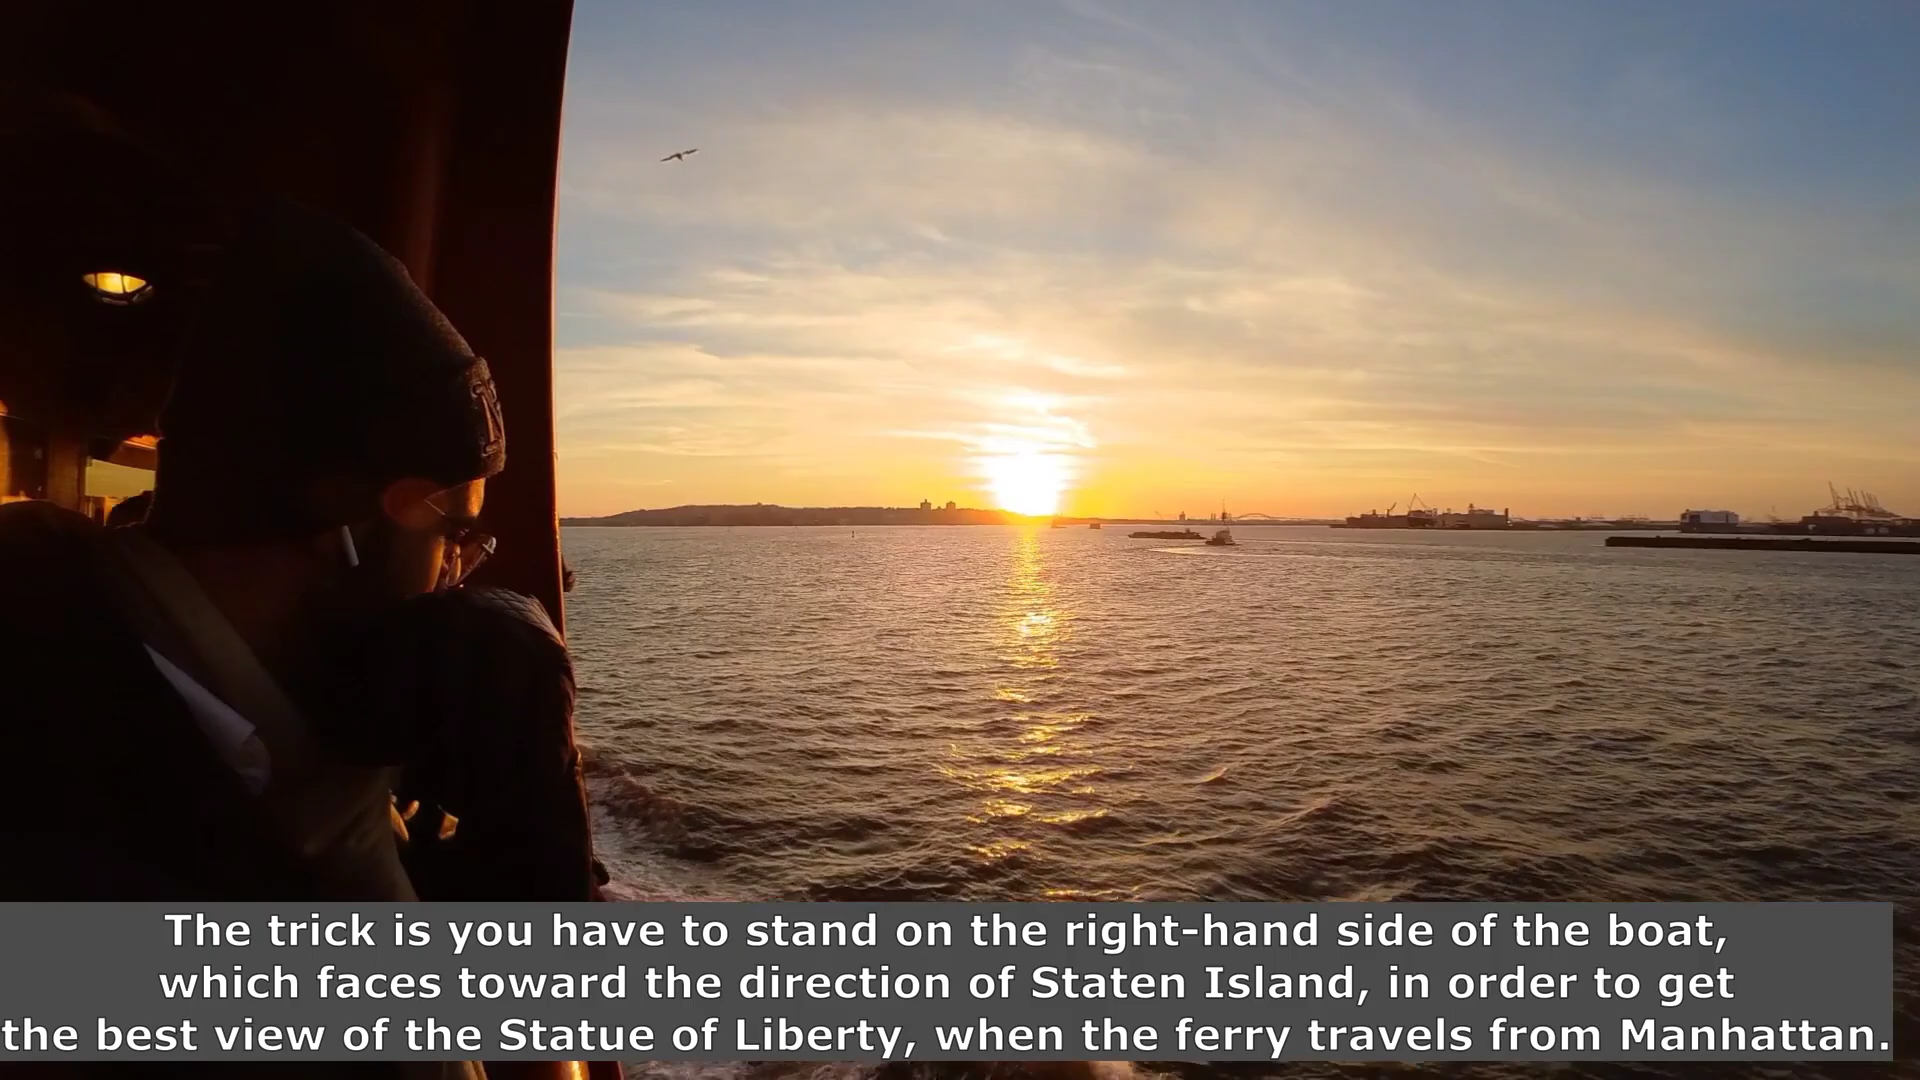 The trick is you have to stand on the right-hand side of the boat,
which faces toward the direction of Staten Island, in order to get
the best view of the Statue of Liberty, when the ferry travels from Manhattan.